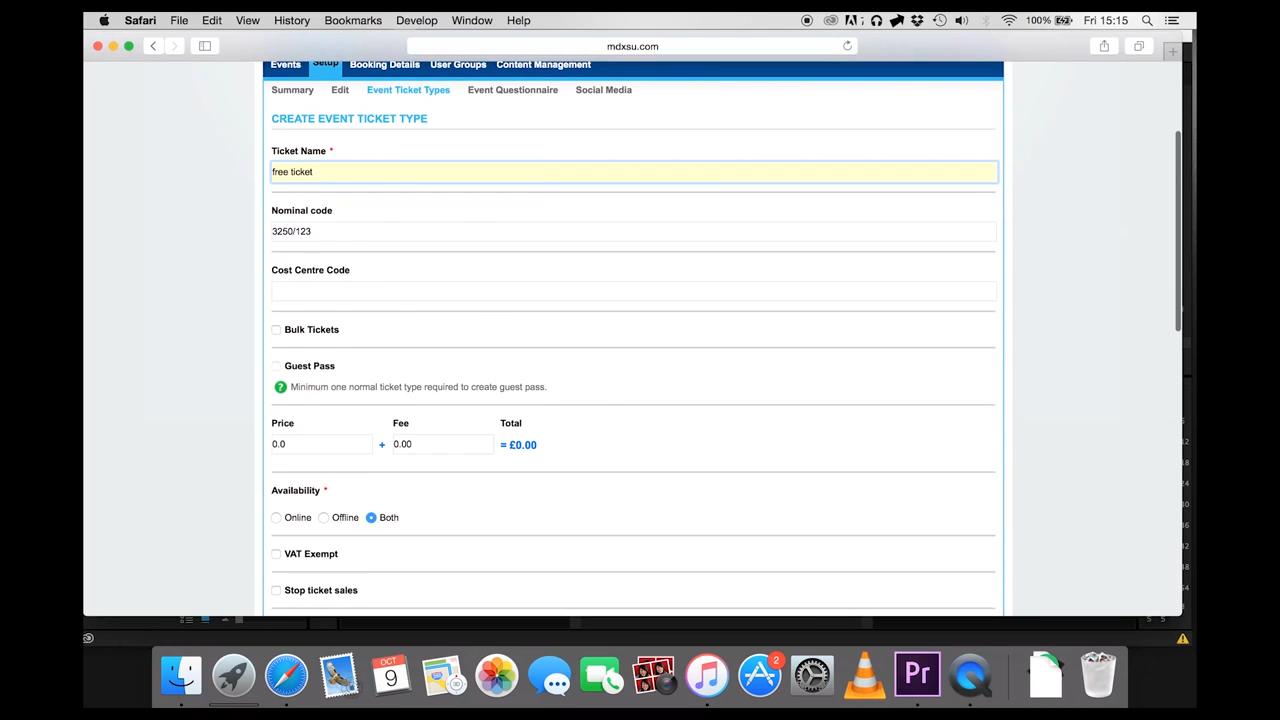 Safari File Edit View History Bookmarks Develop Window Help 100% Fri 15:15
mdxsu.com
Events Setup Booking Details User Groups Content Management
Summary Edit Event Ticket Types Event Questionnaire Social Media
CREATE EVENT TICKET TYPE
Ticket Name *
free ticket
Nominal code
3250/123
Cost Centre Code
Bulk Tickets
Guest Pass
? Minimum one normal ticket type required to create guest pass.
Price Fee Total
0.0 + 0.00 = £0.00
Availability *
Online Offline Both
VAT Exempt
Stop ticket sales
OCT
9
2
Pr